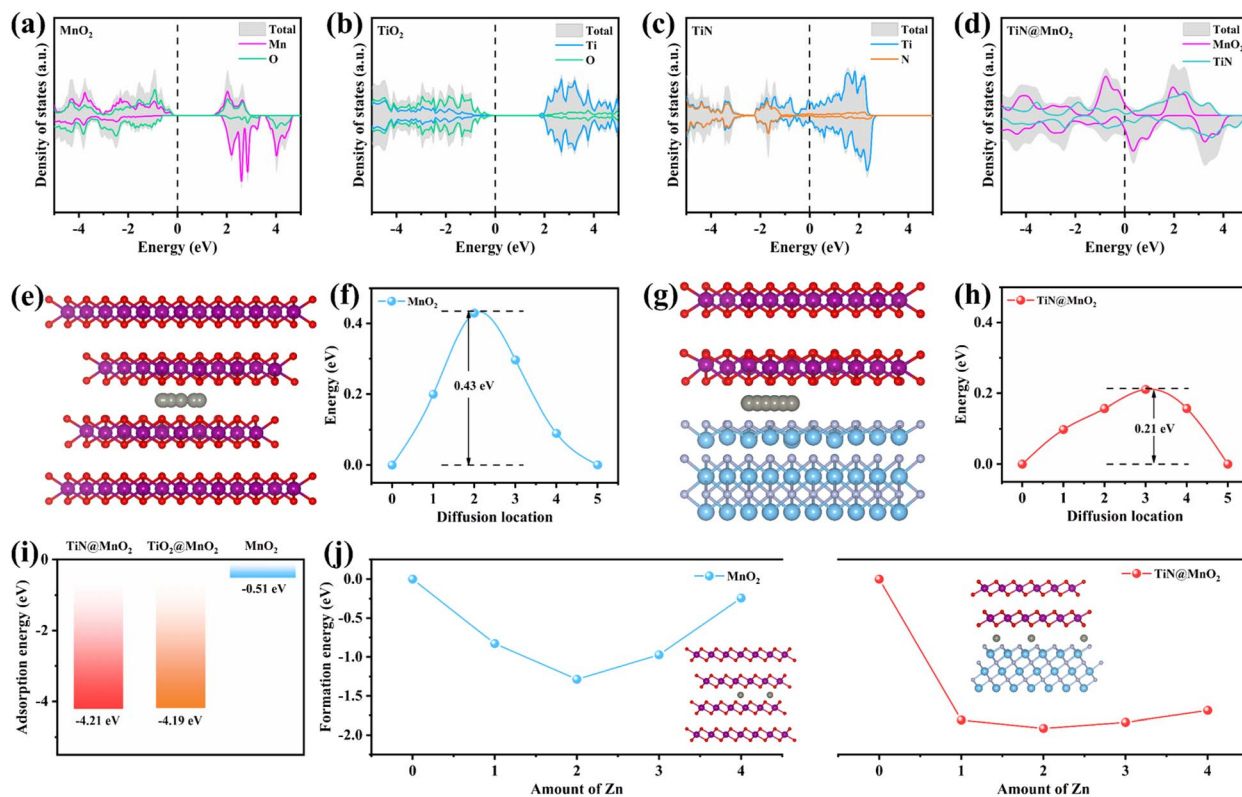 (a)
MnO₂
Total
Mn
O
Density of states (a.u.)
-4 -2 0 2 4
Energy (eV)
(b)
TiO₂
Total
Ti
O
Density of states (a.u.)
-4 -2 0 2 4
Energy (eV)
(c)
TiN
Total
Ti
N
Density of states (a.u.)
-4 -2 0 2 4
Energy (eV)
(d)
TiN@MnO₂
Total
MnO₂
TiN
Density of states (a.u.)
-4 -2 0 2 4
Energy (eV)
(e)
(f)
MnO₂
Energy (eV)
0.4
0.2
0.0
0.43 eV
0 1 2 3 4 5
Diffusion location
(g)
(h)
TiN@MnO₂
Energy (eV)
0.4
0.2
0.0
0.21 eV
0 1 2 3 4 5
Diffusion location
(i)
TiN@MnO₂ TiO₂@MnO₂ MnO₂
Adsorption energy (eV)
0
-2
-4
-0.51 eV
-4.21 eV
-4.19 eV
(j)
MnO₂
Formation energy (eV)
0.0
-0.5
-1.0
-1.5
-2.0
0 1 2 3 4
Amount of Zn
TiN@MnO₂
0 1 2 3 4
Amount of Zn